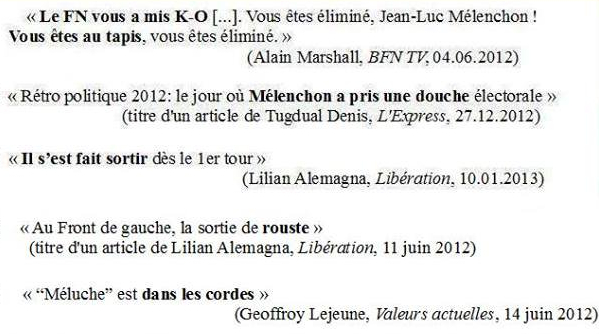 « Le FN vous a mis K-O [...]. Vous êtes éliminé, Jean-Luc Mélenchon !
Vous êtes au tapis, vous êtes éliminé. »
(Alain Marshall, BFN TV, 04.06.2012)
« Rétro politique 2012: le jour où Mélenchon a pris une douche électorale »
(titre d'un article de Tugdual Denis, L'Express, 27.12.2012)
« Il s’est fait sortir dès le 1er tour »
(Lilian Alemagna, Libération, 10.01.2013)
« Au Front de gauche, la sortie de rouste »
(titre d'un article de Lilian Alemagna, Libération, 11 juin 2012)
« “Méluche” est dans les cordes »
(Geoffroy Lejeune, Valeurs actuelles, 14 juin 2012)